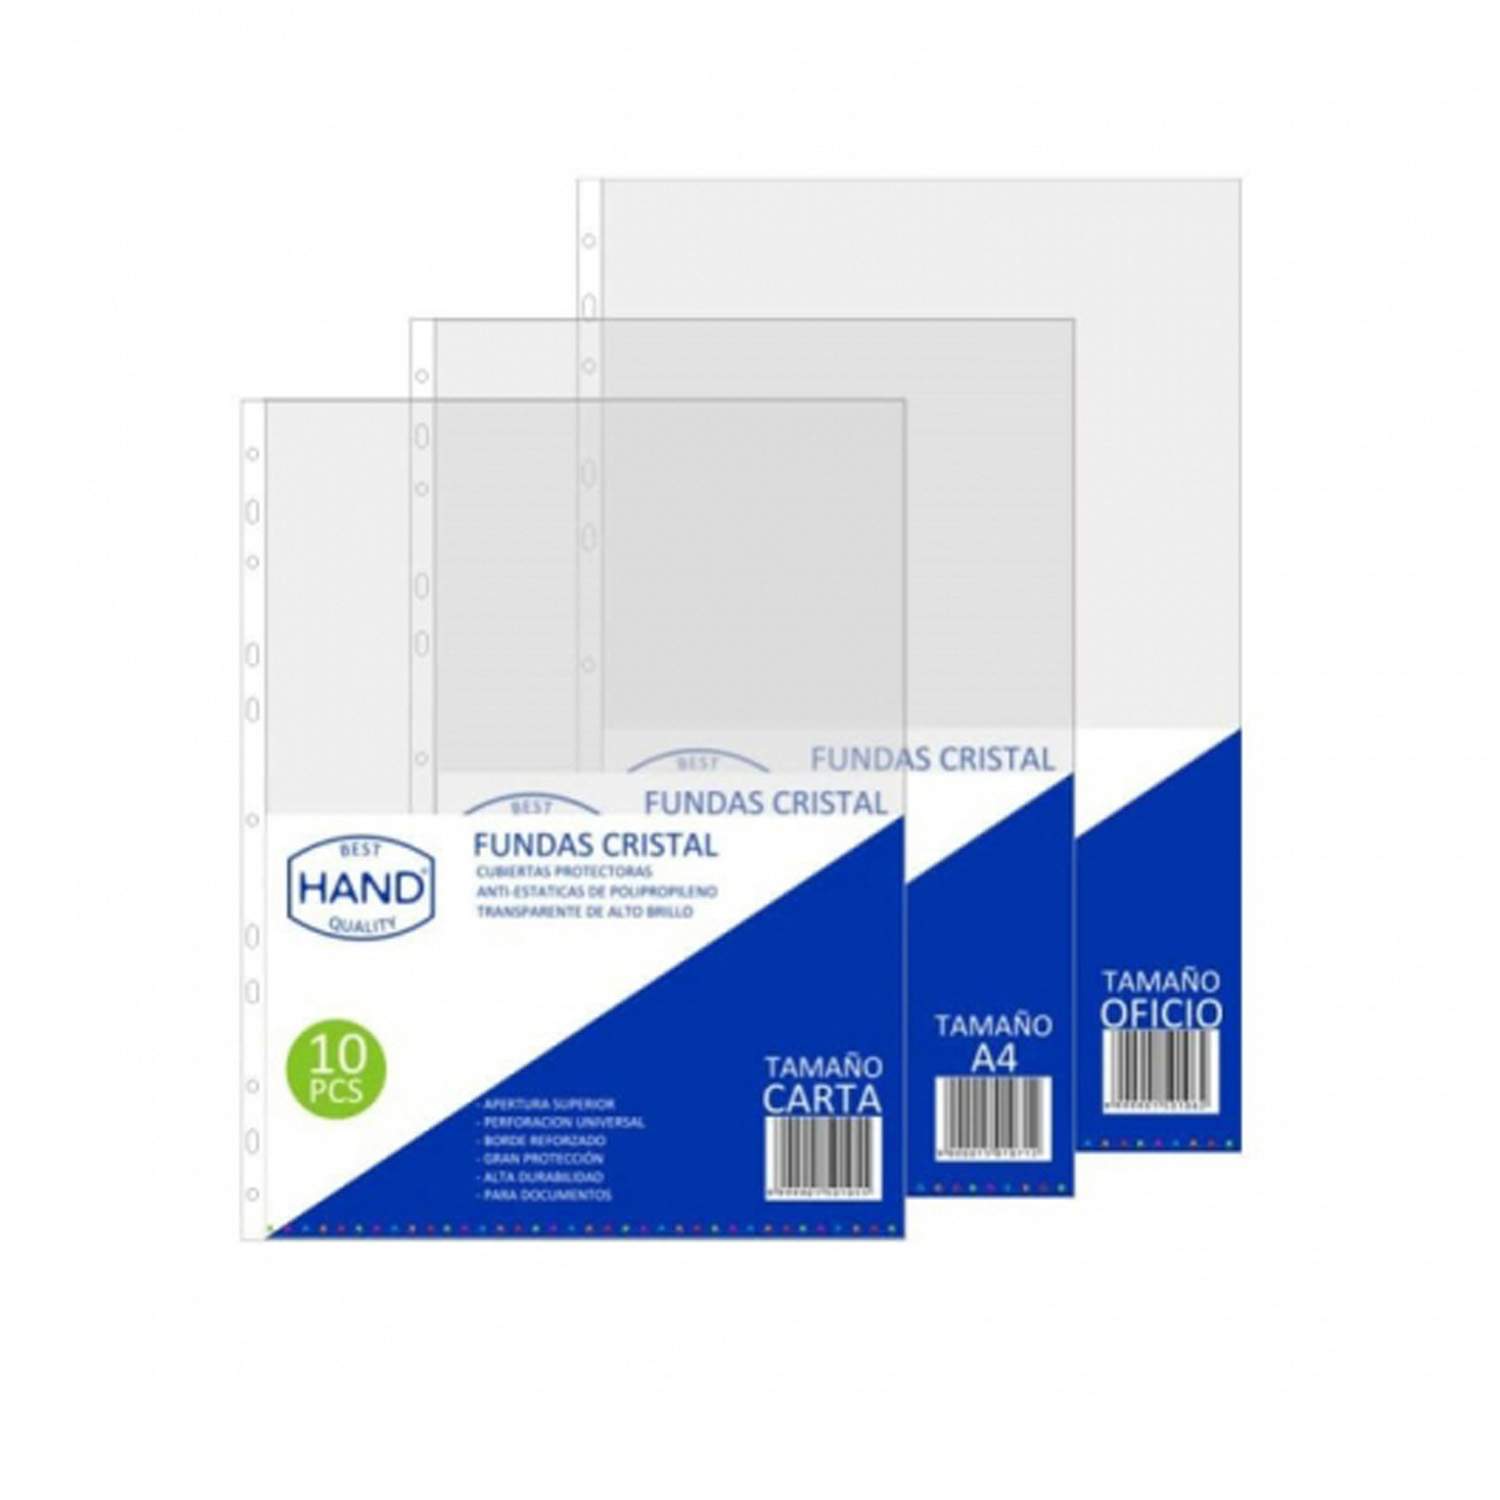 BEST
FUNDAS CRISTAL
BEST
FUNDAS CRISTAL
BEST
HAND®
QUALITY
FUNDAS CRISTAL
CUBIERTAS PROTECTORAS
ANTI-ESTATICAS DE POLIPROPILENO
TRANSPARENTE DE ALTO BRILLO
10
PCS
- APERTURA SUPERIOR
- PERFORACION UNIVERSAL
- BORDE REFORZADO
- GRAN PROTECCIÓN
- ALTA DURABILIDAD
- PARA DOCUMENTOS
TAMAÑO
CARTA
TAMAÑO
A4
TAMAÑO
OFICIO